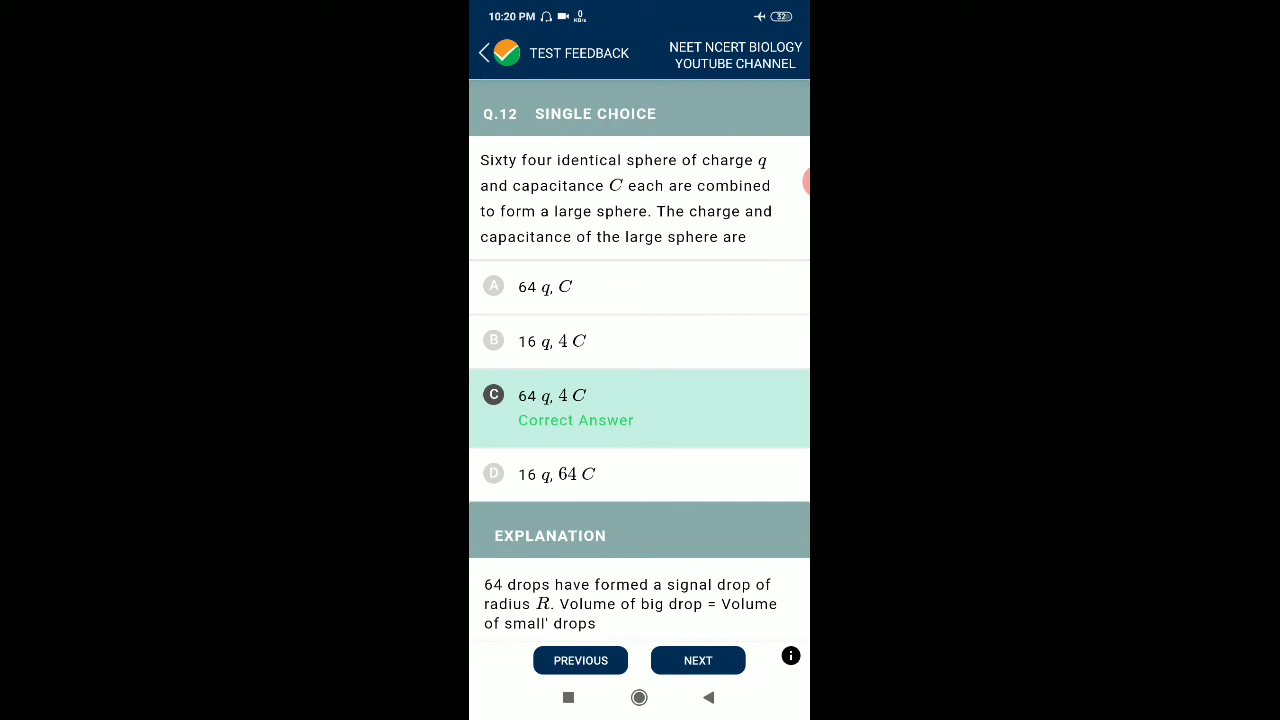 10:20 PM 0 KB/s 32
TEST FEEDBACK
NEET NCERT BIOLOGY
YOUTUBE CHANNEL
Q.12 SINGLE CHOICE
Sixty four identical sphere of charge q
and capacitance C each are combined
to form a large sphere. The charge and
capacitance of the large sphere are
A 64 q, C
B 16 q, 4 C
C 64 q, 4 C
Correct Answer
D 16 q, 64 C
EXPLANATION
64 drops have formed a signal drop of
radius R. Volume of big drop = Volume
of small' drops
PREVIOUS NEXT